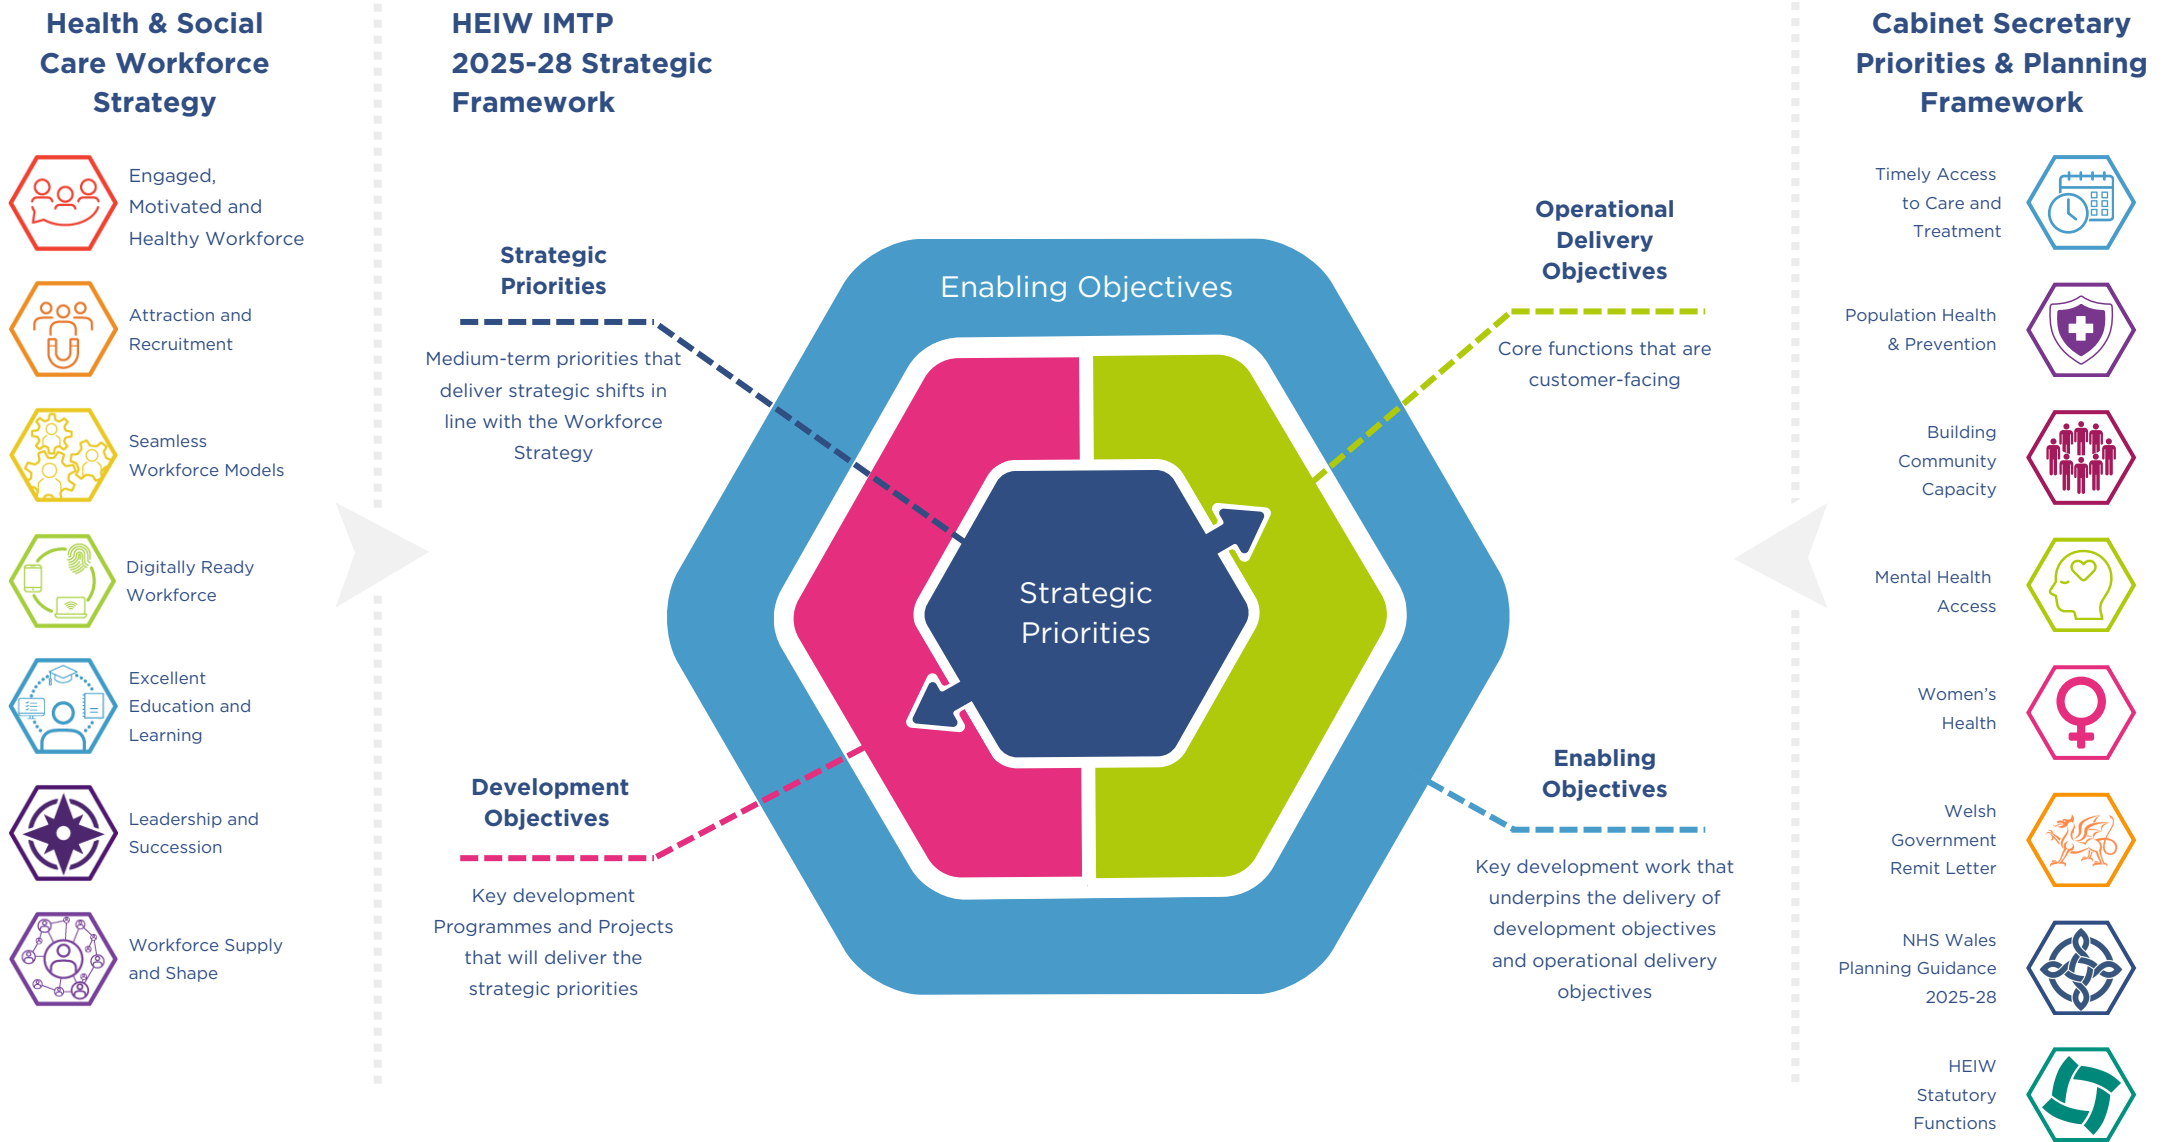 Health & Social
Care Workforce
Strategy
Engaged,
Motivated and
Healthy Workforce
Attraction and
Recruitment
Seamless
Workforce Models
Digitally Ready
Workforce
Excellent
Education and
Learning
Leadership and
Succession
Workforce Supply
and Shape
HEIW IMTP
2025-28 Strategic
Framework
Strategic
Priorities
Medium-term priorities that
deliver strategic shifts in
line with the Workforce
Strategy
Development
Objectives
Key development
Programmes and Projects
that will deliver the
strategic priorities
Enabling Objectives
Strategic
Priorities
Operational
Delivery
Objectives
Core functions that are
customer-facing
Enabling
Objectives
Key development work that
underpins the delivery of
development objectives
and operational delivery
objectives
Cabinet Secretary
Priorities & Planning
Framework
Timely Access
to Care and
Treatment
Population Health
& Prevention
Building
Community
Capacity
Mental Health
Access
Women's
Health
Welsh
Government
Remit Letter
NHS Wales
Planning Guidance
2025-28
HEIW
Statutory
Functions